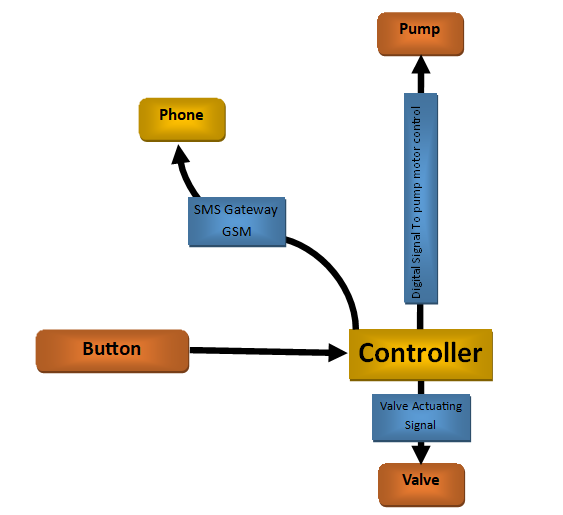 Pump
Phone
Digital Signal To pump motor control
SMS Gateway
GSM
Button
Controller
Valve Actuating
Signal
Valve